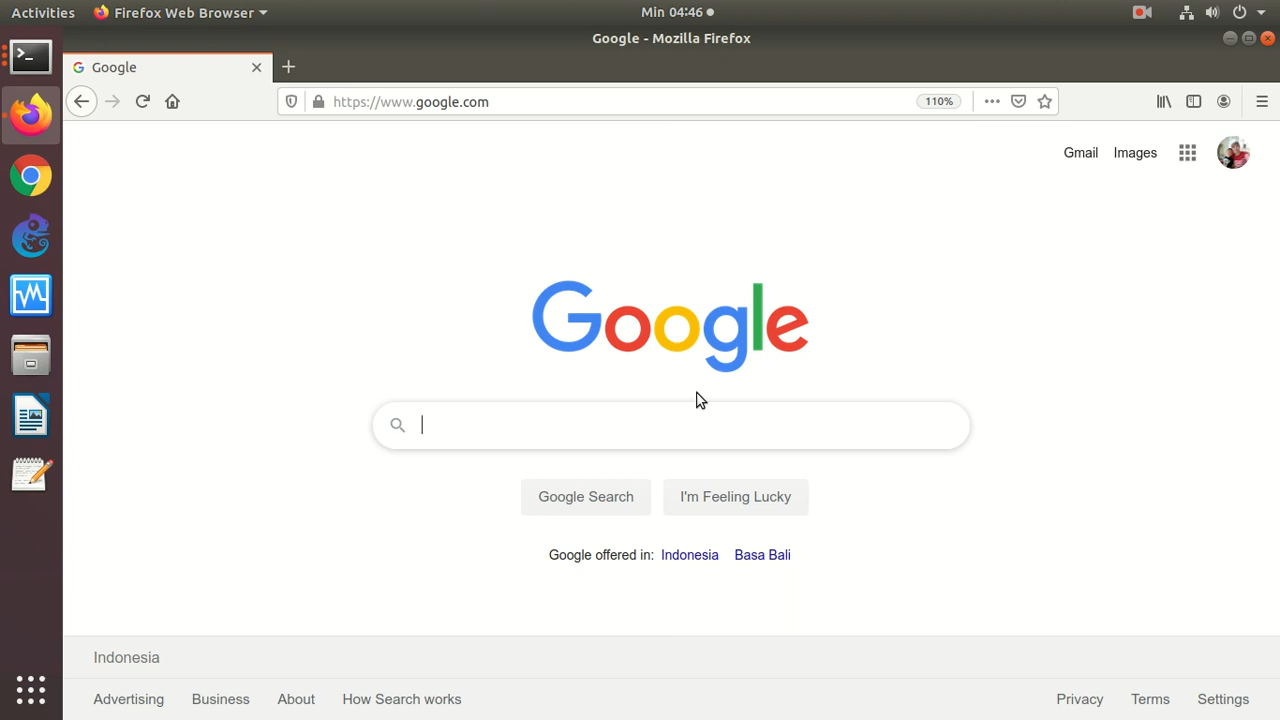 Activities Firefox Web Browser Min 04:46
Google - Mozilla Firefox
Google
https://www.google.com 110%
Gmail Images
Google
Google Search I'm Feeling Lucky
Google offered in: Indonesia Basa Bali
Indonesia
Advertising Business About How Search works Privacy Terms Settings